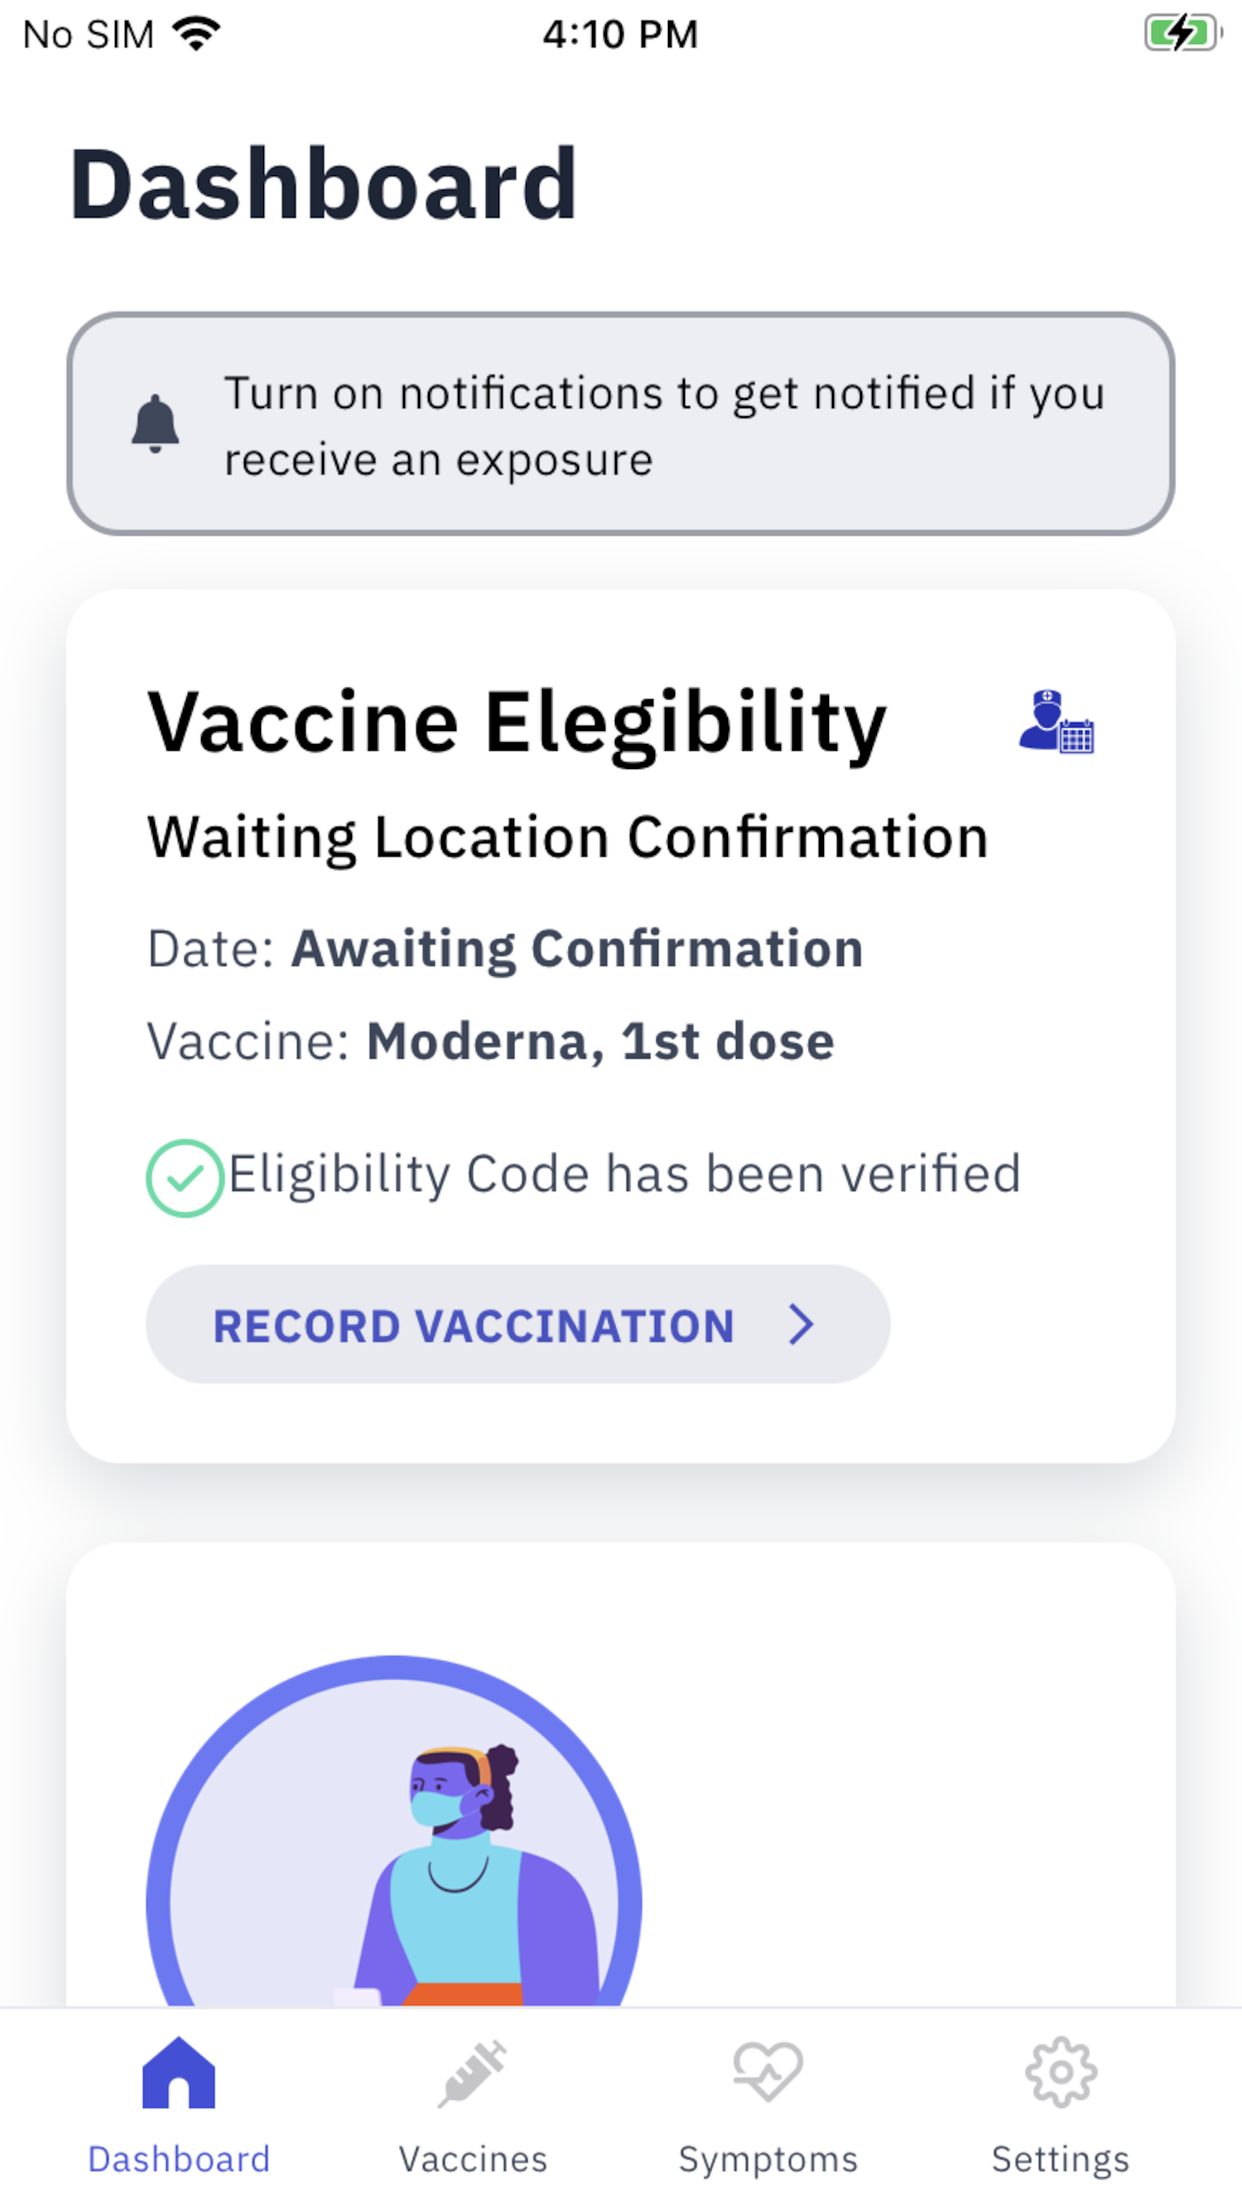 No SIM 4:10 PM
Dashboard
Turn on notifications to get notified if you
receive an exposure
Vaccine Elegibility
Waiting Location Confirmation
Date: Awaiting Confirmation
Vaccine: Moderna, 1st dose
Eligibility Code has been verified
RECORD VACCINATION
Dashboard Vaccines Symptoms Settings